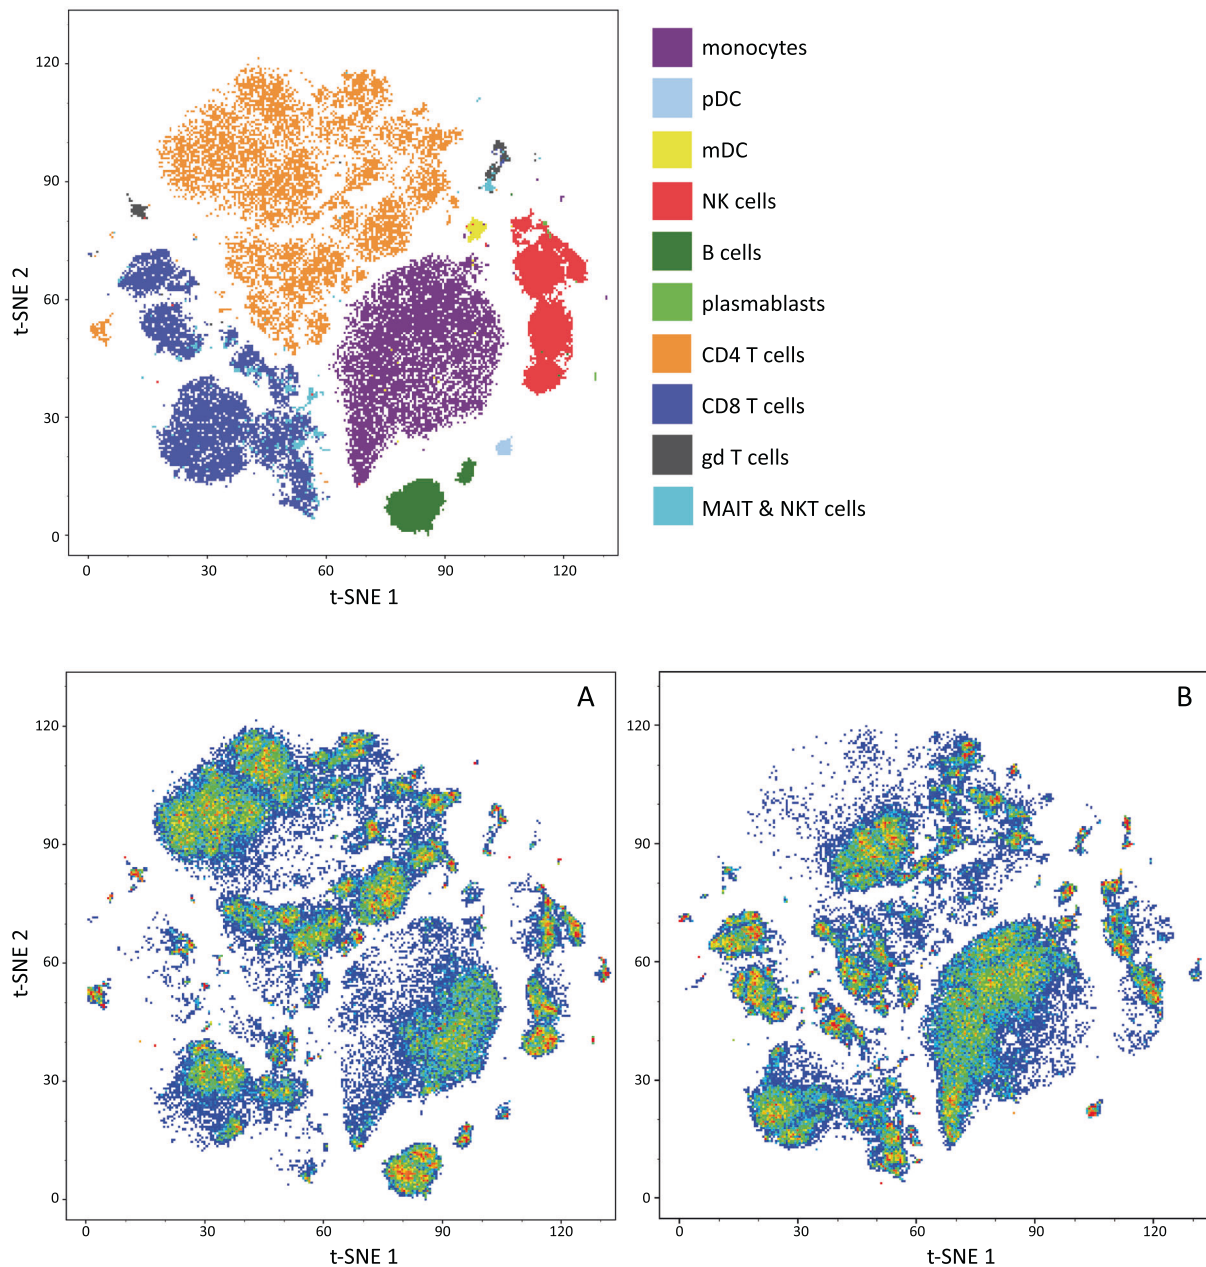 120
90
60
30
0
t-SNE 2
0 30 60 90 120
t-SNE 1
monocytes
pDC
mDC
NK cells
B cells
plasmablasts
CD4 T cells
CD8 T cells
gd T cells
MAIT & NKT cells
A
120
90
60
30
0
t-SNE 2
0 30 60 90 120
t-SNE 1
B
120
90
60
30
0
0 30 60 90 120
t-SNE 1